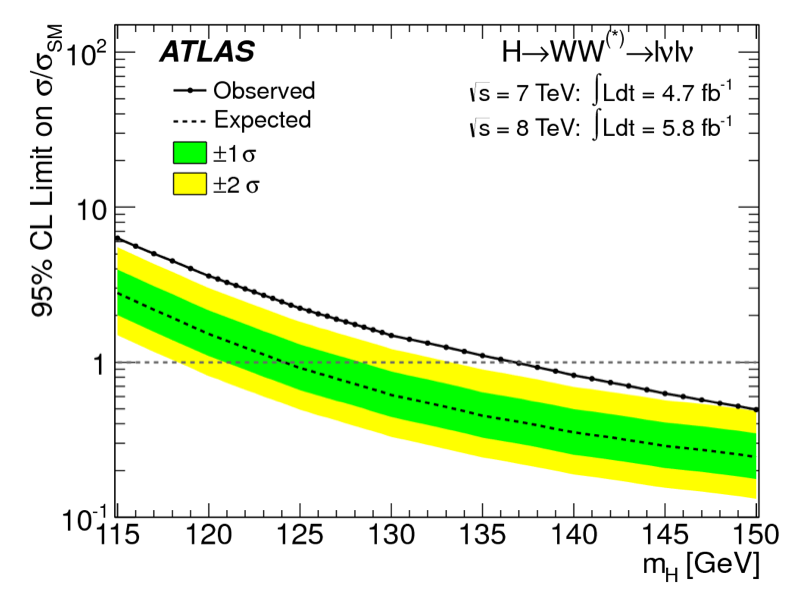 ATLAS
H→WW(*)→lνlν
Observed
Expected
±1 σ
±2 σ
√s = 7 TeV: ∫Ldt = 4.7 fb-1
√s = 8 TeV: ∫Ldt = 5.8 fb-1
95% CL Limit on σ/σSM
10²
10
1
10-1
115 120 125 130 135 140 145 150
mH [GeV]